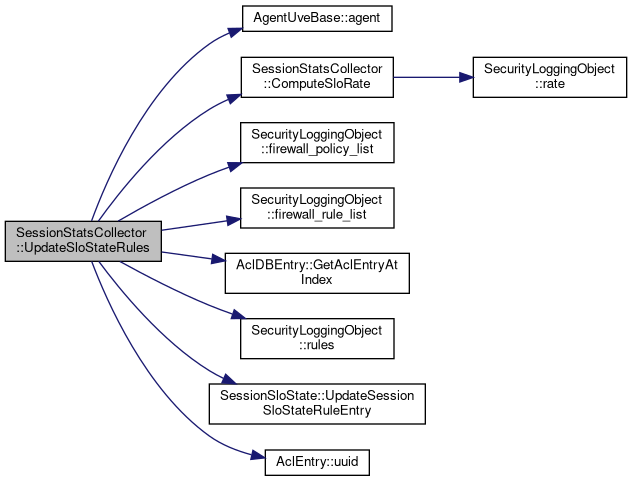 AgentUveBase::agent
SessionStatsCollector
::ComputeSloRate
SecurityLoggingObject
::rate
SecurityLoggingObject
::firewall_policy_list
SecurityLoggingObject
::firewall_rule_list
SessionStatsCollector
::UpdateSloStateRules
AclDBEntry::GetAclEntryAt
Index
SecurityLoggingObject
::rules
SessionSloState::UpdateSession
SloStateRuleEntry
AclEntry::uuid